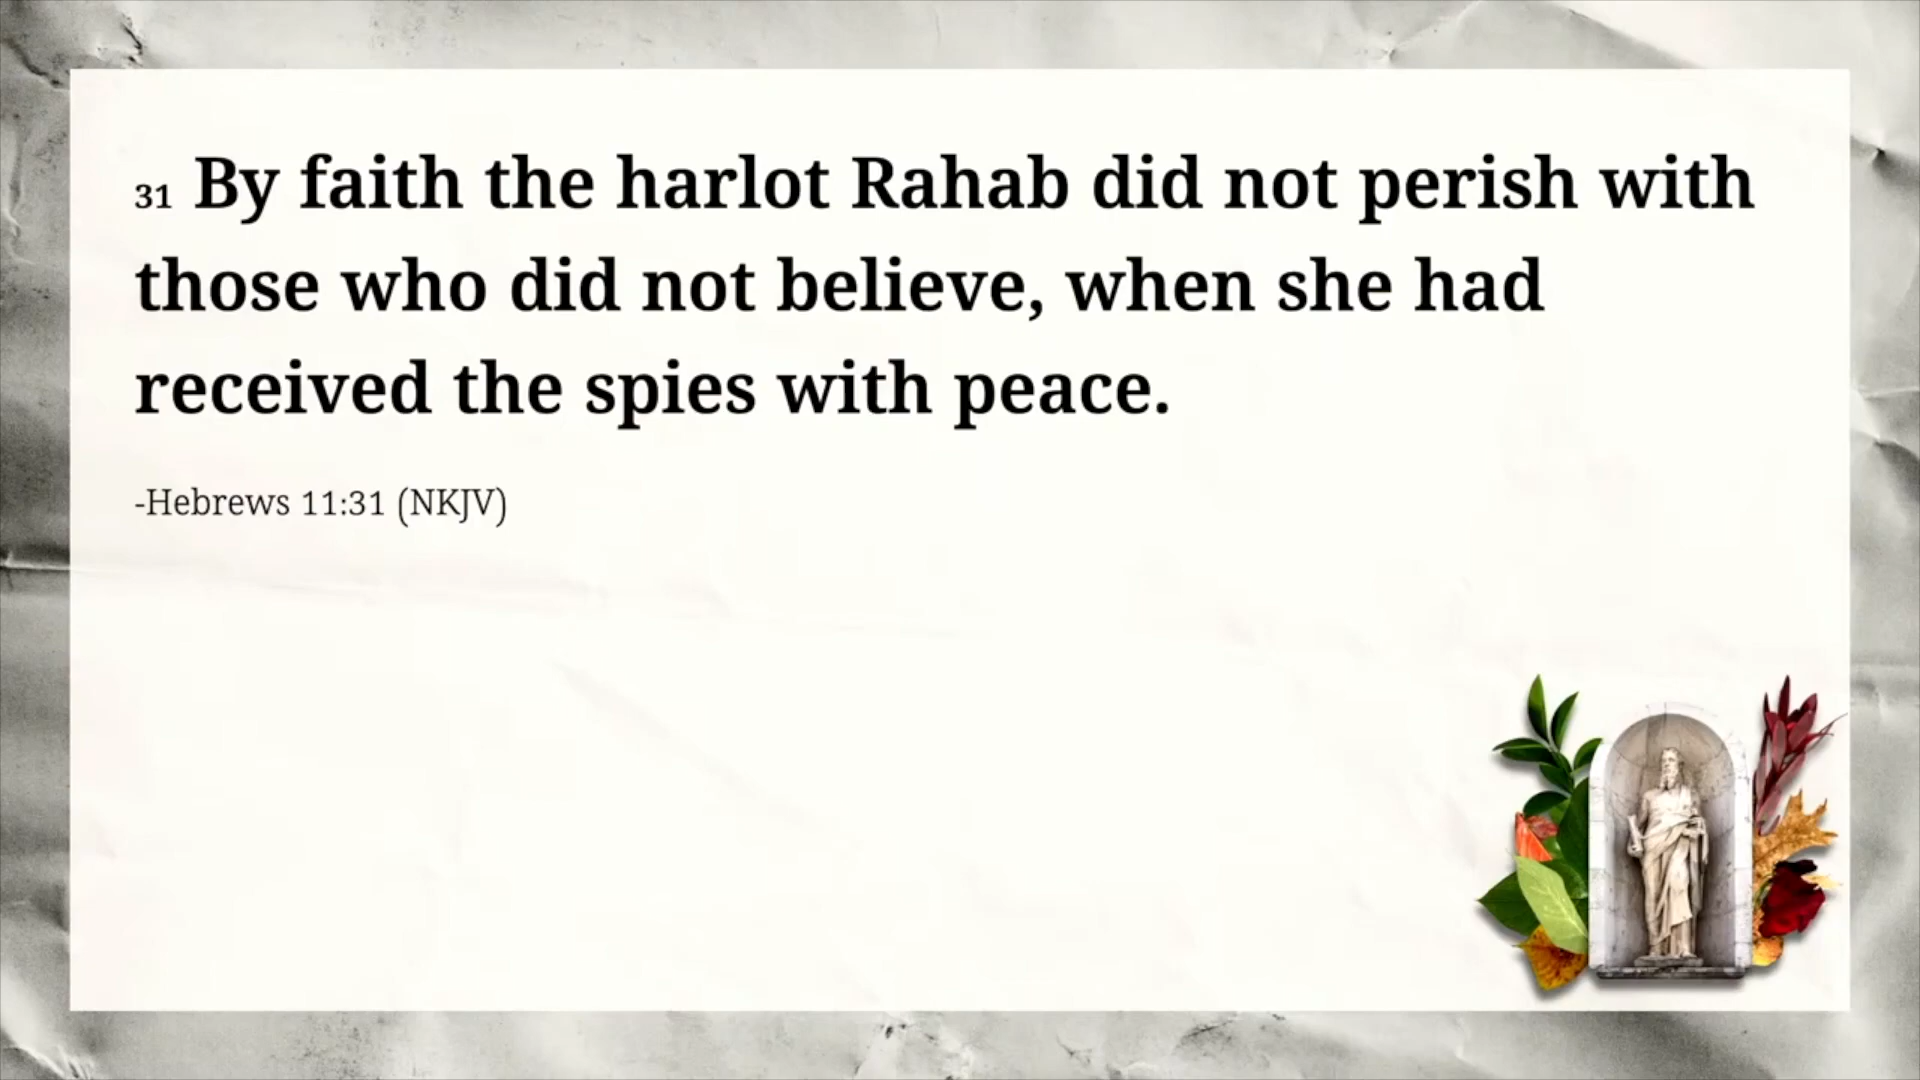 31 By faith the harlot Rahab did not perish with
those who did not believe, when she had
received the spies with peace.
-Hebrews 11:31 (NKJV)